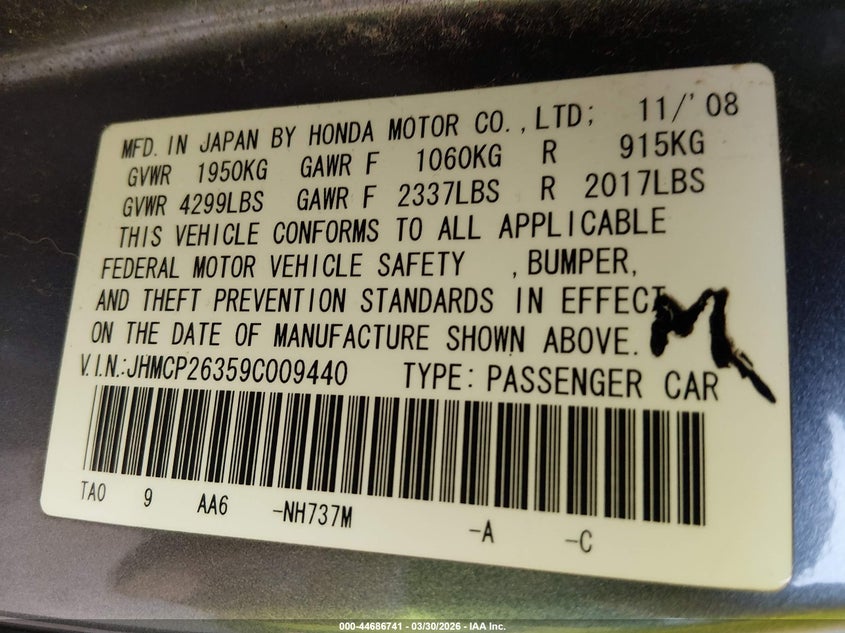 MFD. IN JAPAN BY HONDA MOTOR CO.,LTD; 11/'08
GVWR 1950KG GAWR F 1060KG R 915KG
GVWR 4299LBS GAWR F 2337LBS R 2017LBS
THIS VEHICLE CONFORMS TO ALL APPLICABLE
FEDERAL MOTOR VEHICLE SAFETY , BUMPER,
AND THEFT PREVENTION STANDARDS IN EFFECT
ON THE DATE OF MANUFACTURE SHOWN ABOVE.
M
V.I.N.:JHMCP26359C009440 TYPE: PASSENGER CAR
TA0 9 AA6 -NH737M -A -C
000-44686741 - 03/30/2026 - IAA Inc.